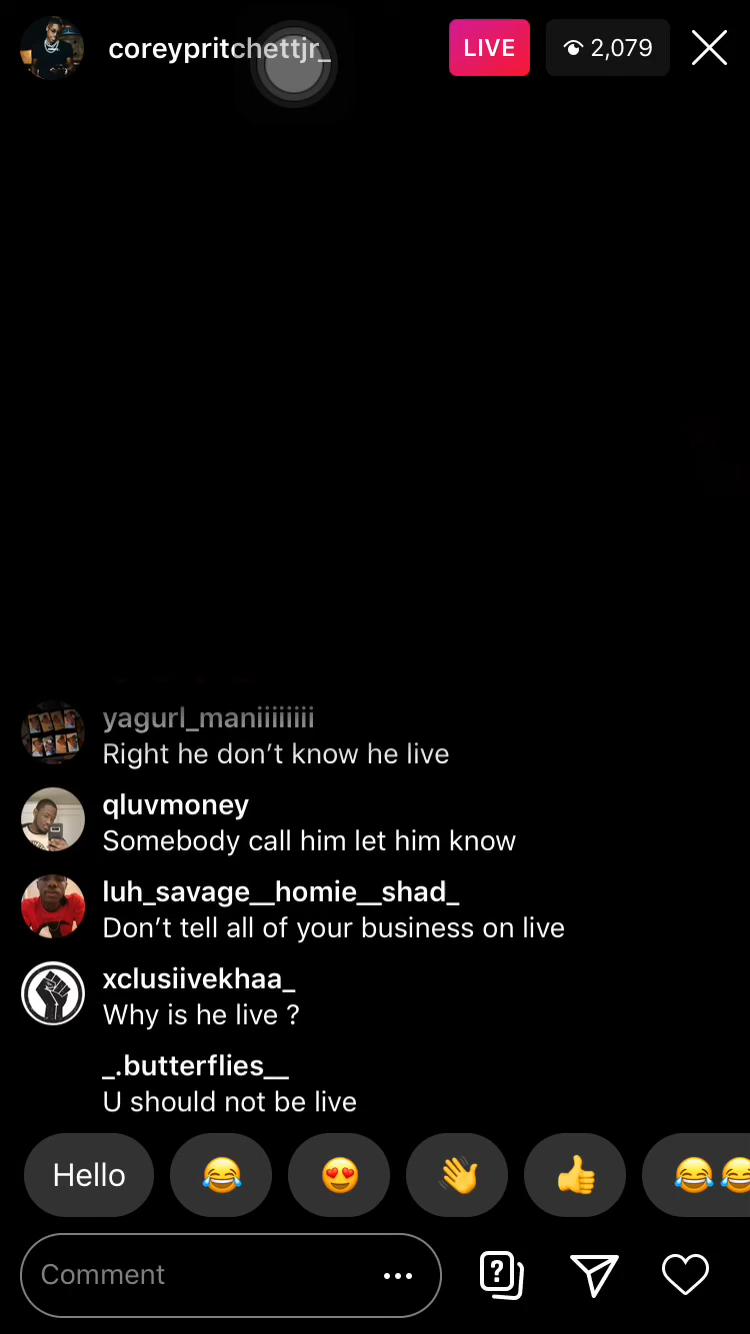 coreypritchettjr_
LIVE
2,079
yagurl_maniiiiiiii
Right he don’t know he live
qluvmoney
Somebody call him let him know
luh_savage__homie__shad_
Don’t tell all of your business on live
xclusiivekhaa_
Why is he live ?
_.butterflies__
U should not be live
Hello
Comment